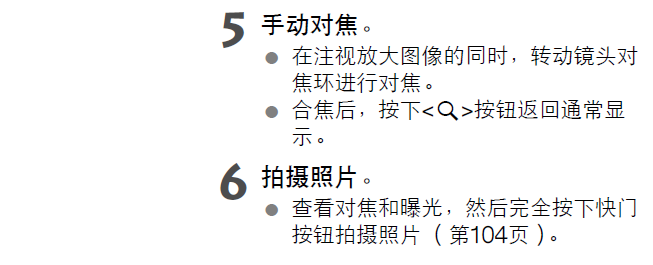 5 手动对焦。
● 在注视放大图像的同时，转动镜头对
焦环进行对焦。
● 合焦后，按下<🔍>按钮返回通常显
示。
6 拍摄照片。
● 查看对焦和曝光，然后完全按下快门
按钮拍摄照片（第104页）。